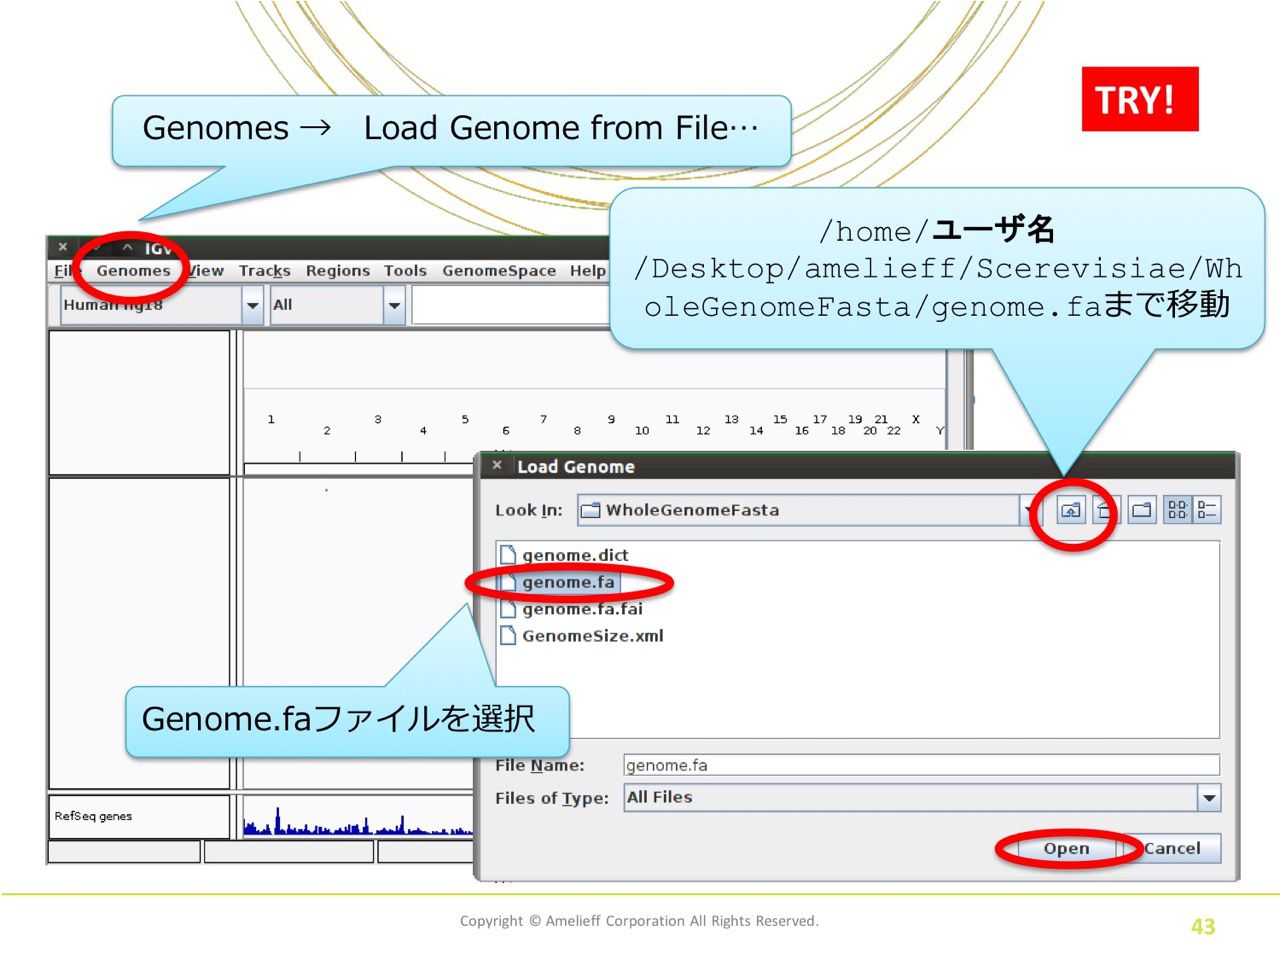 TRY!
Genomes → Load Genome from File…
/home/ユーザ名
/Desktop/amelieff/Scerevisiae/Wh
oleGenomeFasta/genome.faまで移動
IGV
File Genomes View Tracks Regions Tools GenomeSpace Help
Human hg18 All
1 3 5 7 9 11 13 15 17 19 21 X
2 4 6 8 10 12 14 16 18 20 22 Y
Load Genome
Look In: WholeGenomeFasta
genome.dict
genome.fa
genome.fa.fai
GenomeSize.xml
Genome.faファイルを選択
File Name: genome.fa
Files of Type: All Files
RefSeq genes
Open Cancel
Copyright © Amelieff Corporation All Rights Reserved.
43